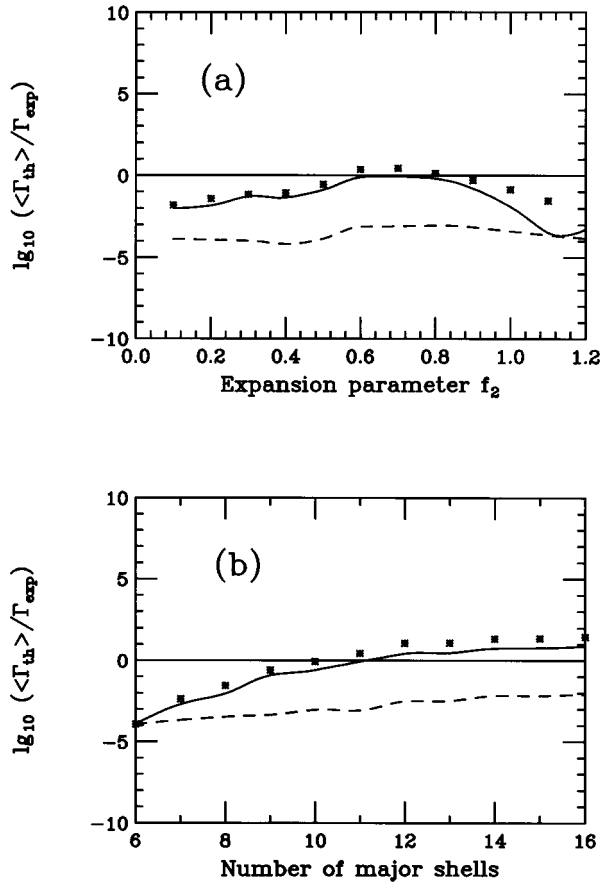 10
(a)
5
0
-5
-10
lg₁₀ (<Γth>/Γexp)
0.0 0.2 0.4 0.6 0.8 1.0 1.2
Expansion parameter f₂
10
(b)
5
0
-5
-10
lg₁₀ (<Γth>/Γexp)
6 8 10 12 14 16
Number of major shells